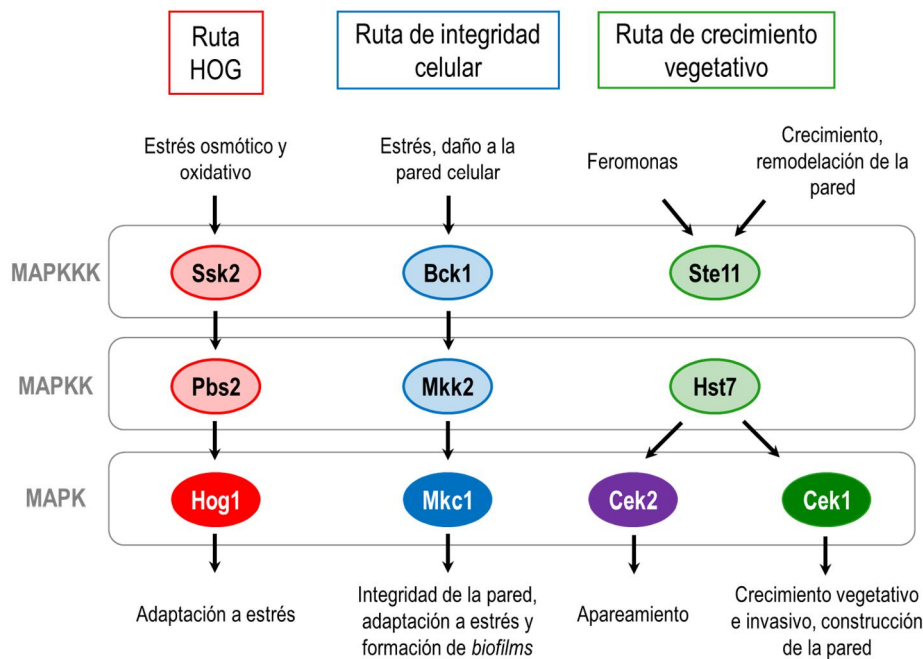 Ruta
HOG
Ruta de integridad
celular
Ruta de crecimiento
vegetativo
Estrés osmótico y
oxidativo
Estrés, daño a la
pared celular
Feromonas
Crecimiento,
remodelación de la
pared
MAPKKK
Ssk2
Bck1
Ste11
MAPKK
Pbs2
Mkk2
Hst7
MAPK
Hog1
Mkc1
Cek2
Cek1
Adaptación a estrés
Integridad de la pared,
adaptación a estrés y
formación de biofilms
Apareamiento
Crecimiento vegetativo
e invasivo, construcción
de la pared